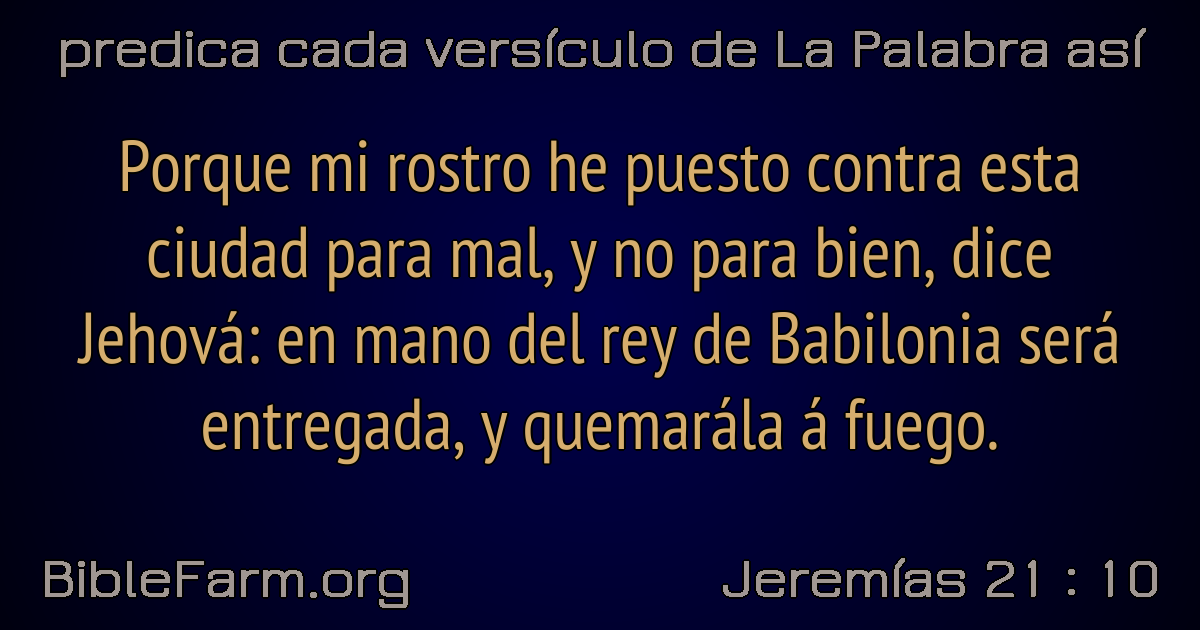 predica cada versículo de La Palabra así
Porque mi rostro he puesto contra esta
ciudad para mal, y no para bien, dice
Jehová: en mano del rey de Babilonia será
entregada, y quemarála á fuego.
BibleFarm.org
Jeremías 21 : 10